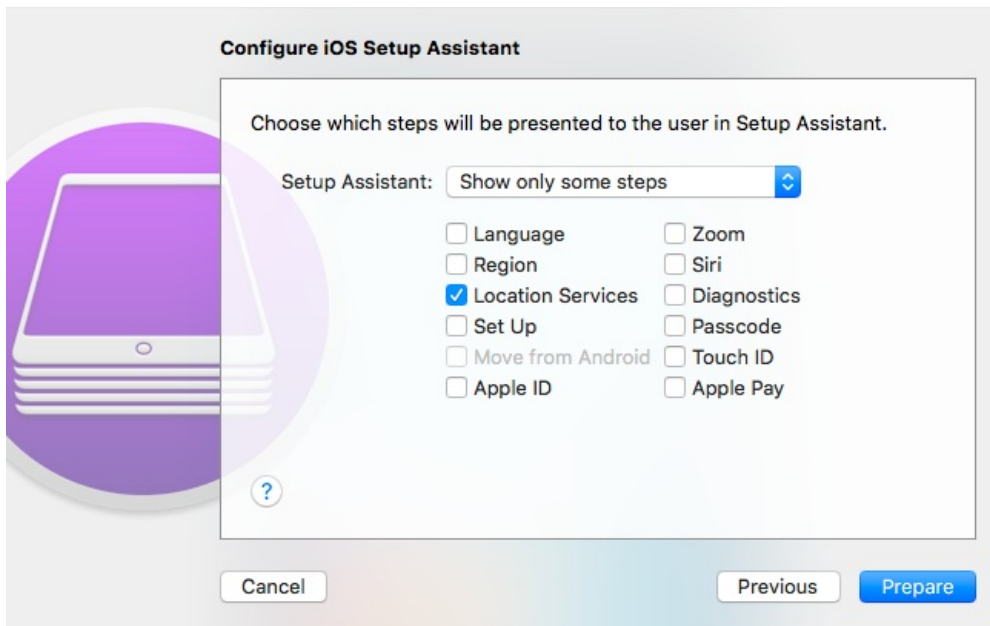 Configure iOS Setup Assistant
Choose which steps will be presented to the user in Setup Assistant.
Setup Assistant: Show only some steps
Language Zoom
Region Siri
Location Services Diagnostics
Set Up Passcode
Move from Android Touch ID
Apple ID Apple Pay
?
Cancel Previous Prepare